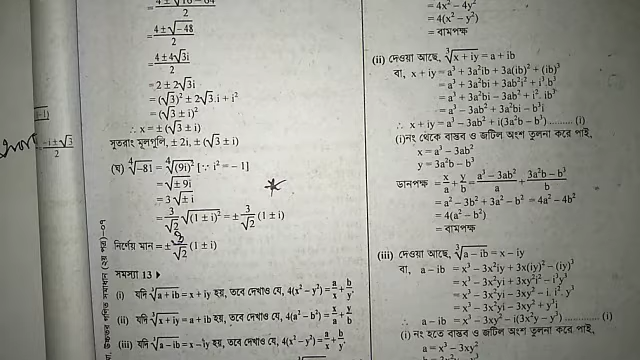 = 4 ± √-48 / 2
= 4 ± 4√3i / 2
= 2 ± 2√3i
= (√3)² ± 2√3.i + i²
= (√3 ± i)²
∴ x = ± (√3 ± i)
সুতরাং মূলগুলি, ± 2i, ± (√3 ± i)
(ঘ) ∜-81 = ∜(9i)² [∵ i² = -1]
= √± 9i
= 3 √± i
= 3/√2 √(1 ± i)² = ± 3/√2 (1 ± i)
নির্ণেয় মান = ± 3/√2 (1 ± i)
সমস্যা 13 ▶
(i) যদি ∛a + ib = x + iy হয়, তবে দেখাও যে, 4(x² − y²) = a/x + b/y.
(ii) যদি ∛x + iy = a + ib হয়, তবে দেখাও যে, 4(a² − b²) = x/a + y/b
(iii) যদি ∛a − ib = x − iy হয়, তবে দেখাও যে, 4(x² − y²) = a/x + b/y.
= 4x² − 4y²
= 4(x² − y²)
= বামপক্ষ
(ii) দেওয়া আছে, ∛x + iy = a + ib
বা, x + iy = a³ + 3a²ib + 3a(ib)² + (ib)³
= a³ + 3a²bi + 3ab²i² + i³.b³
= a³ + 3a²bi − 3ab² + i². ib³
= a³ − 3ab² + 3a²bi − b³i
∴ x + iy = a³ − 3ab² + i(3a²b − b³) .......... (i)
(i)নং থেকে বাস্তব ও জটিল অংশ তুলনা করে পাই,
x = a³ − 3ab²
y = 3a²b − b³
ডানপক্ষ = x/a + y/b = a³ − 3ab² / a + 3a²b − b³ / b
= a² − 3b² + 3a² − b² = 4a² − 4b²
= 4(a² − b²)
= বামপক্ষ
(iii) দেওয়া আছে, ∛a − ib = x − iy
বা, a − ib = x³ − 3x²iy + 3x(iy)² − (iy)³
= x³ − 3x²yi + 3xy²i² − i³y³
= x³ − 3x²yi − 3xy² − i².i. y³
= x³ − 3x²yi − 3xy² + y³i
∴ a − ib = x³ − 3xy² − i(3x²y − y³) ............ (i)
(i) নং হতে বাস্তব ও জটিল অংশ তুলনা করে পাই,
a = x³ − 3xy²